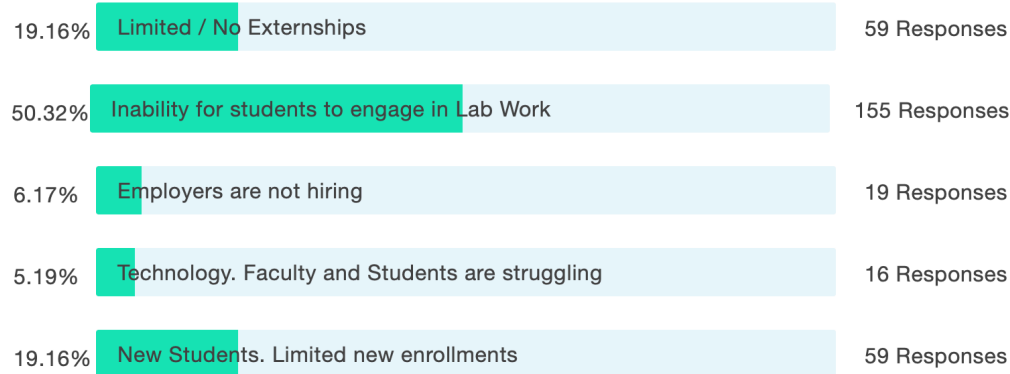 19.16% Limited / No Externships 59 Responses
50.32% Inability for students to engage in Lab Work 155 Responses
6.17% Employers are not hiring 19 Responses
5.19% Technology. Faculty and Students are struggling 16 Responses
19.16% New Students. Limited new enrollments 59 Responses